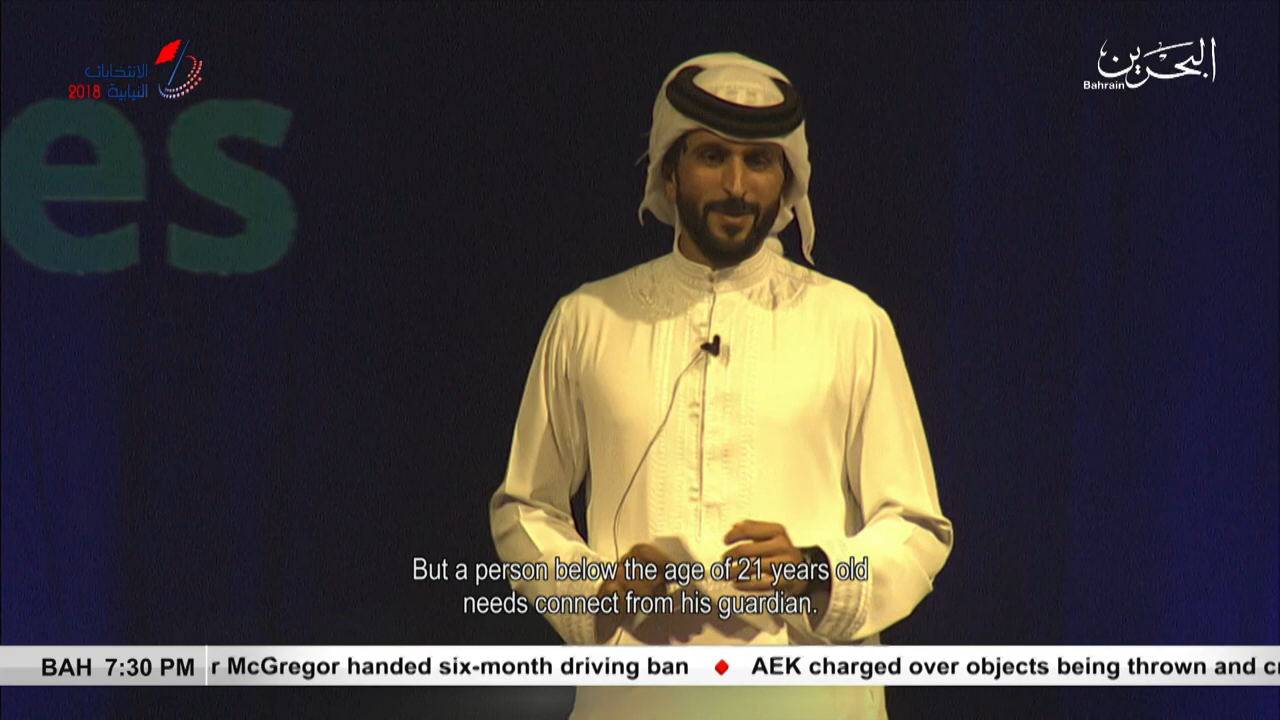 الانتخابات
النيابية 2018
البحرين
Bahrain
es
But a person below the age of 21 years old
needs connect from his guardian.
BAH 7:30 PM r McGregor handed six-month driving ban AEK charged over objects being thrown and cr